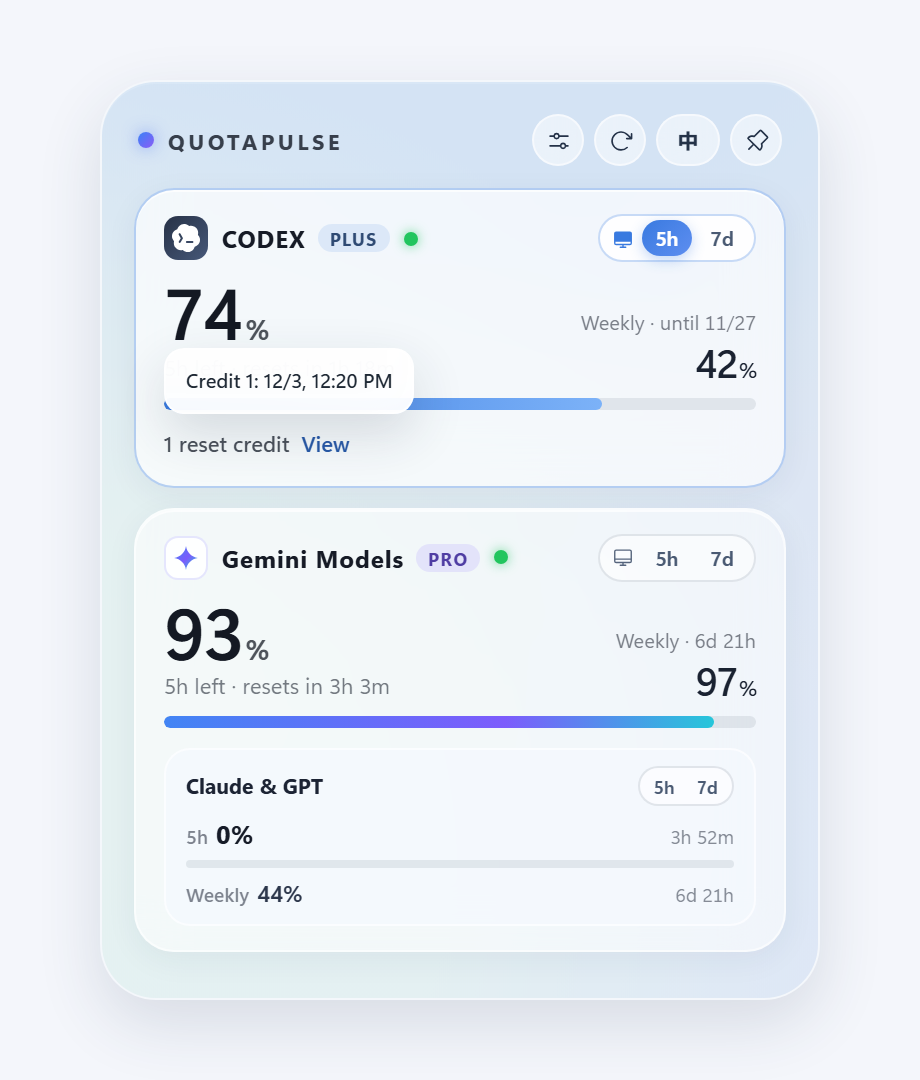 QUOTAPULSE 中
CODEX PLUS 5h 7d
74%
Weekly · until 11/27
42%
Credit 1: 12/3, 12:20 PM
1 reset credit View
Gemini Models PRO 5h 7d
93%
Weekly · 6d 21h
5h left · resets in 3h 3m
97%
Claude & GPT 5h 7d
5h 0% 3h 52m
Weekly 44% 6d 21h